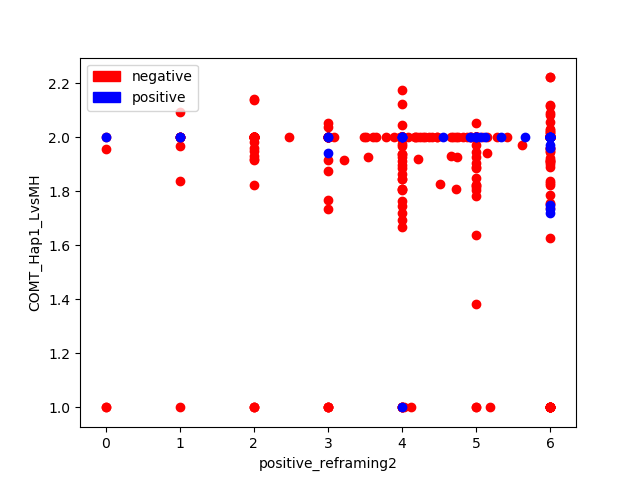 negative
positive
2.2
2.0
1.8
1.6
1.4
1.2
1.0
COMT_Hap1_LvsMH
0 1 2 3 4 5 6
positive_reframing2